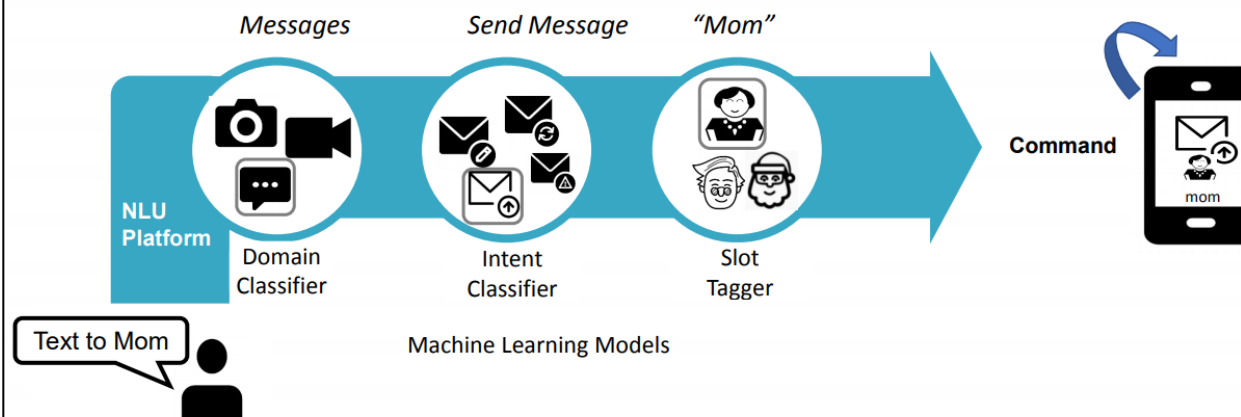 Messages
Send Message
“Mom”
Command
mom
NLU
Platform
Domain
Classifier
Intent
Classifier
Slot
Tagger
Text to Mom
Machine Learning Models